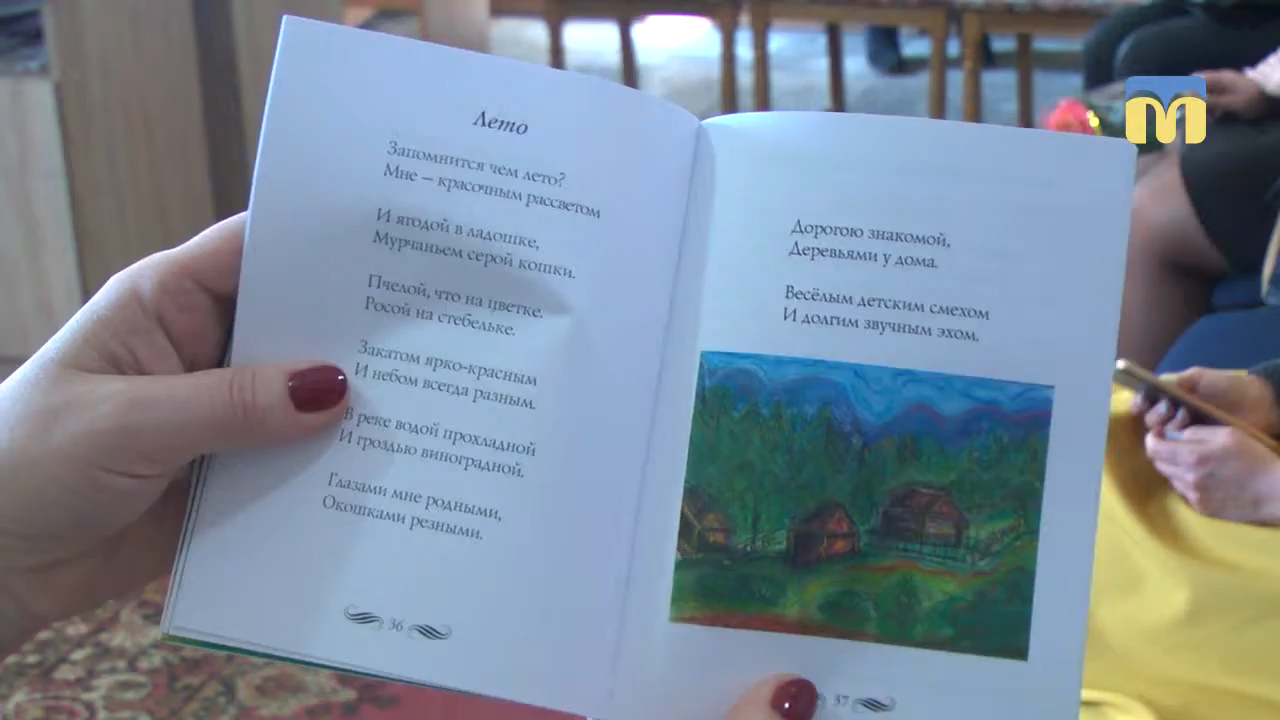 Лето
Запомнится чем лето?
Мне – красочным рассветом
И ягодой в ладошке,
Мурчаньем серой кошки.
Пчелой, что на цветке.
Росой на стебельке.
Закатом ярко-красным
И небом всегда разным.
В реке водой прохладной
И гроздью виноградной.
Глазами мне родными,
Окошками резными.
36
Дорогою знакомой,
Деревьями у дома.
Весёлым детским смехом
И долгим звучным эхом.
37
m